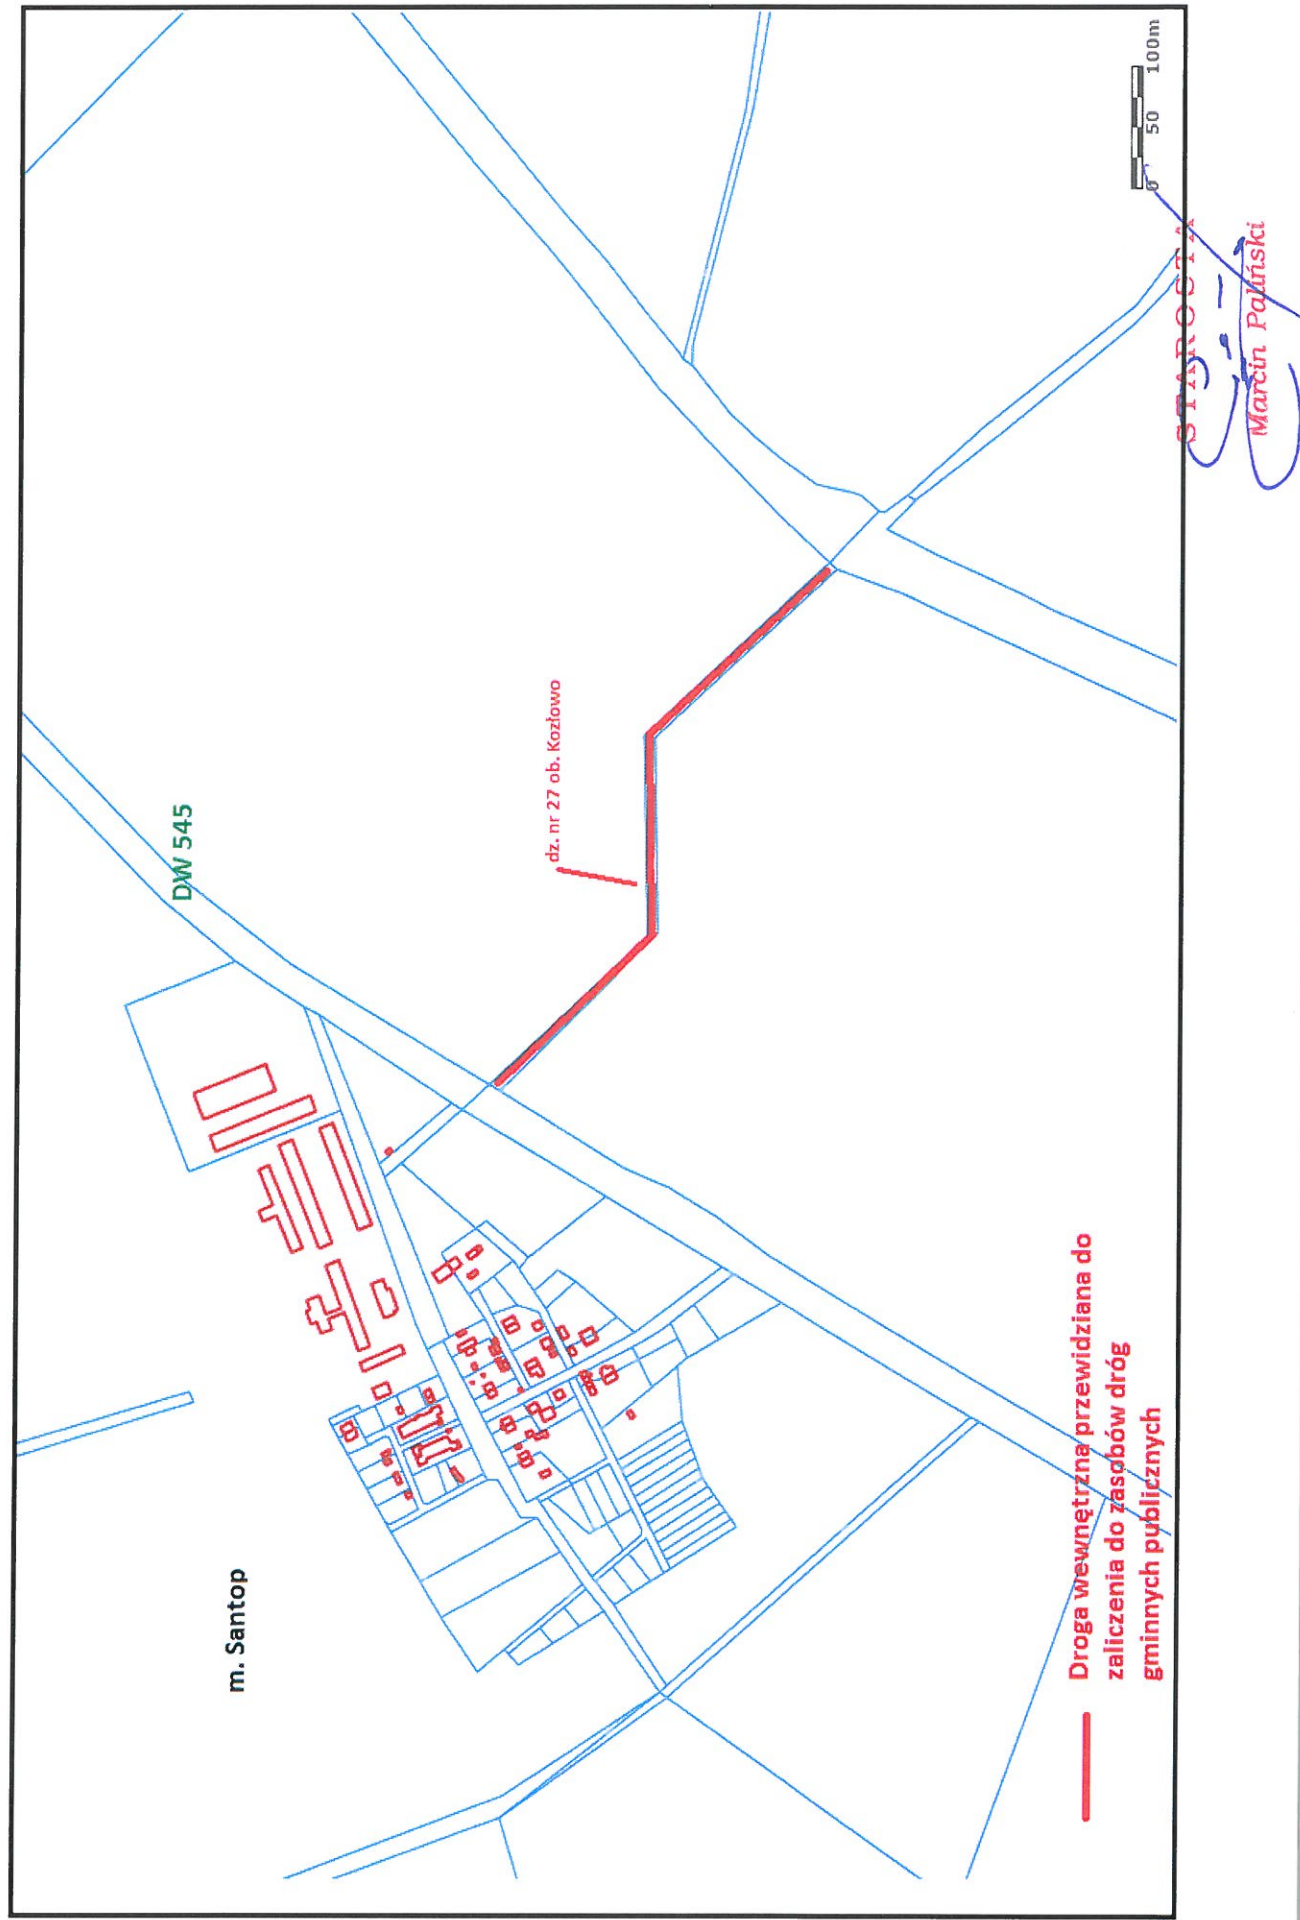 m. Santop
DW 545
dz. nr 27 ob. Kozłowo
Droga wewnętrzna przewidziana do
zaliczenia do zasobów dróg
gminnych publicznych
0 50 100m
STAROSTA
Marcin Paliński